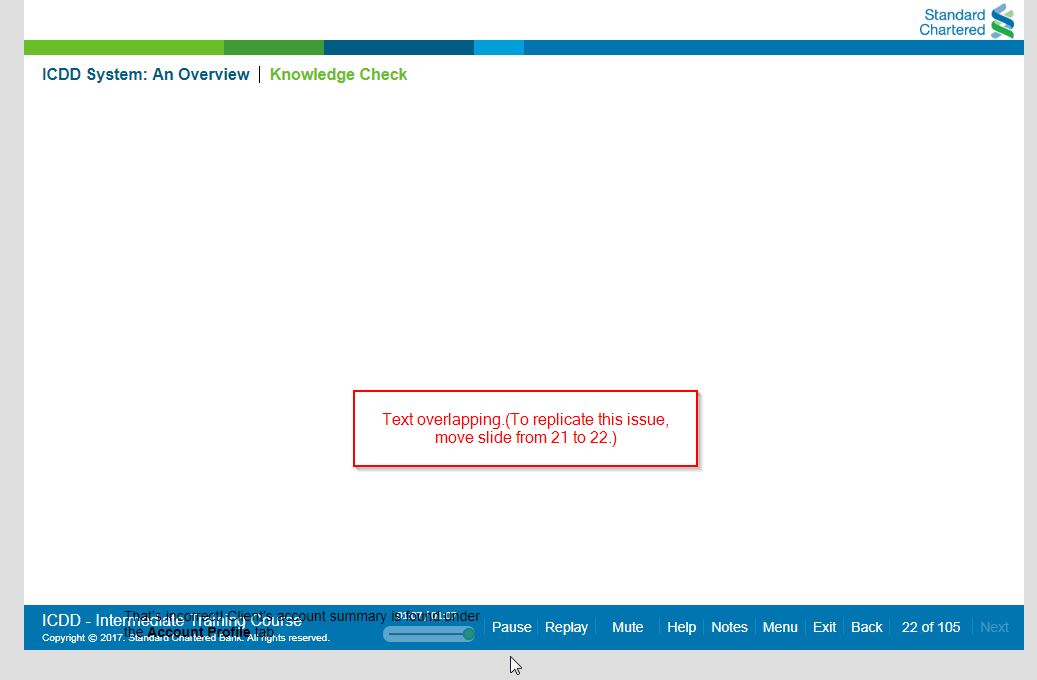 Standard
Chartered
ICDD System: An Overview | Knowledge Check
Text overlapping.(To replicate this issue,
move slide from 21 to 22.)
That's incorrect! Client's account summary is found under
the Account Profile tab.
ICDD - Intermediate Training Course
Copyright © 2017. Standard Chartered Bank. All rights reserved.
Pause Replay Mute Help Notes Menu Exit Back 22 of 105 Next